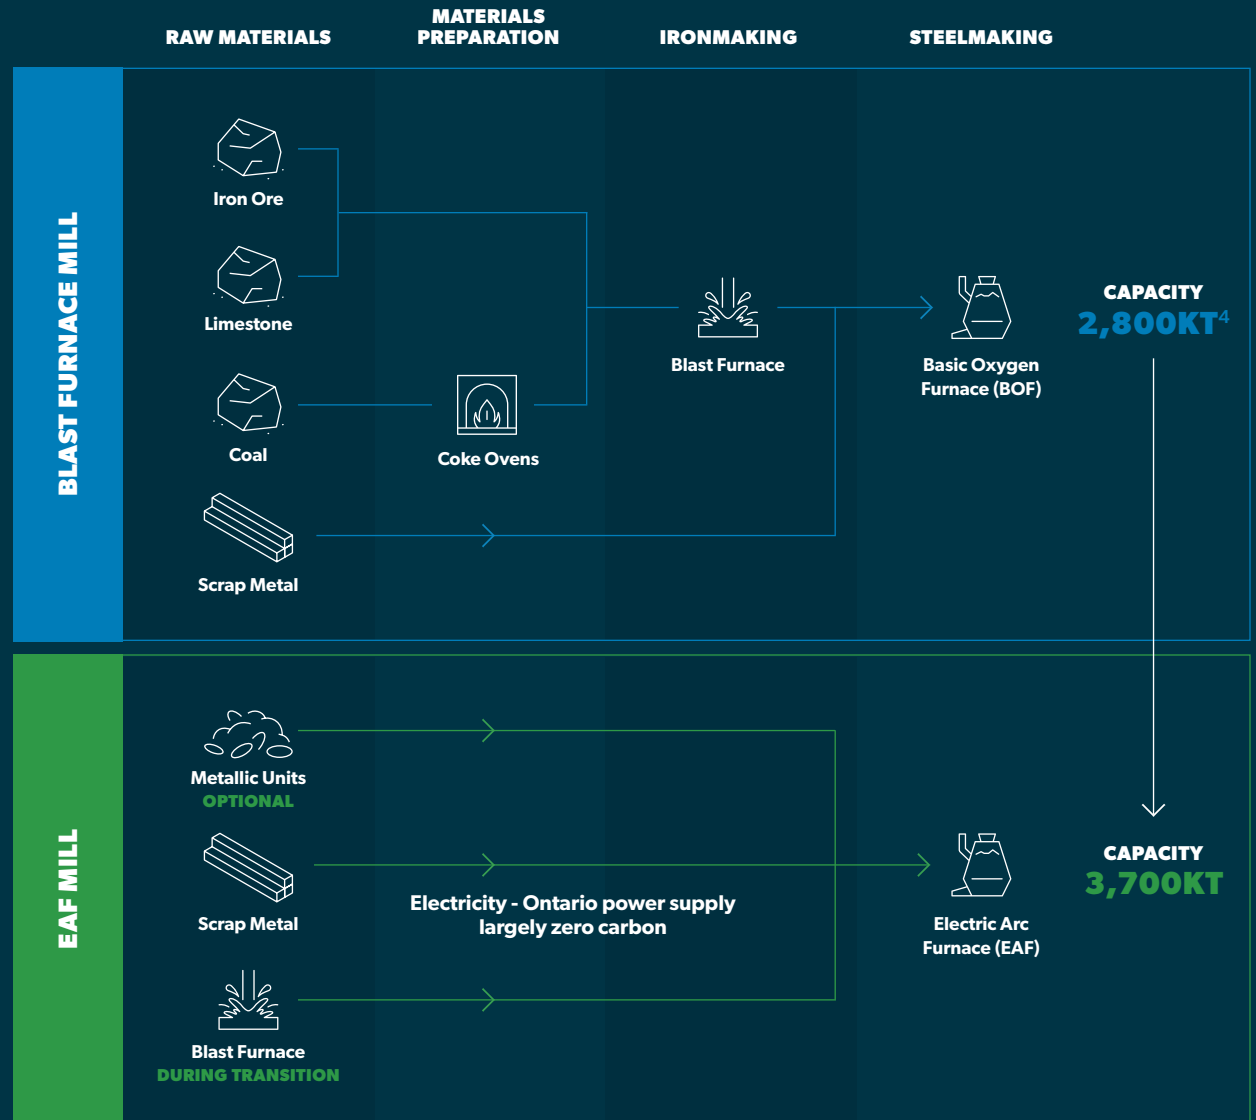 RAW MATERIALS
MATERIALS
PREPARATION
IRONMAKING
STEELMAKING
BLAST FURNACE MILL
Iron Ore
Limestone
Coal
Coke Ovens
Scrap Metal
Blast Furnace
Basic Oxygen
Furnace (BOF)
CAPACITY
2,800KT4
EAF MILL
Metallic Units
OPTIONAL
Scrap Metal
Electricity - Ontario power supply
largely zero carbon
Blast Furnace
DURING TRANSITION
Electric Arc
Furnace (EAF)
CAPACITY
3,700KT